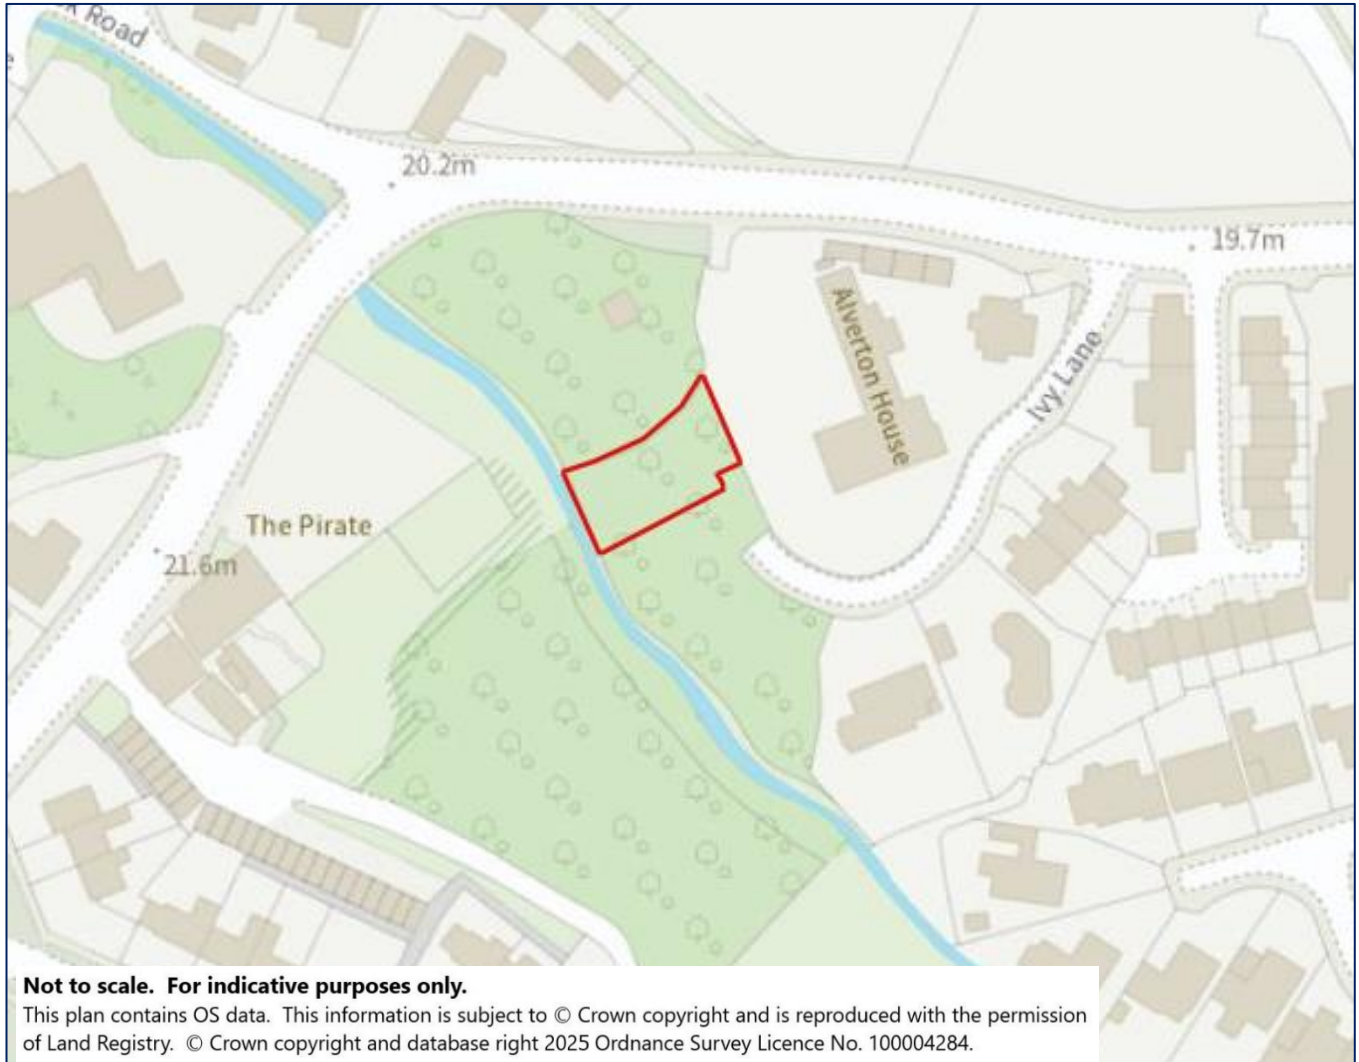 Road
20.2m
19.7m
Alverton House
Ivy Lane
The Pirate
21.6m
Not to scale. For indicative purposes only.
This plan contains OS data. This information is subject to © Crown copyright and is reproduced with the permission
of Land Registry. © Crown copyright and database right 2025 Ordnance Survey Licence No. 100004284.